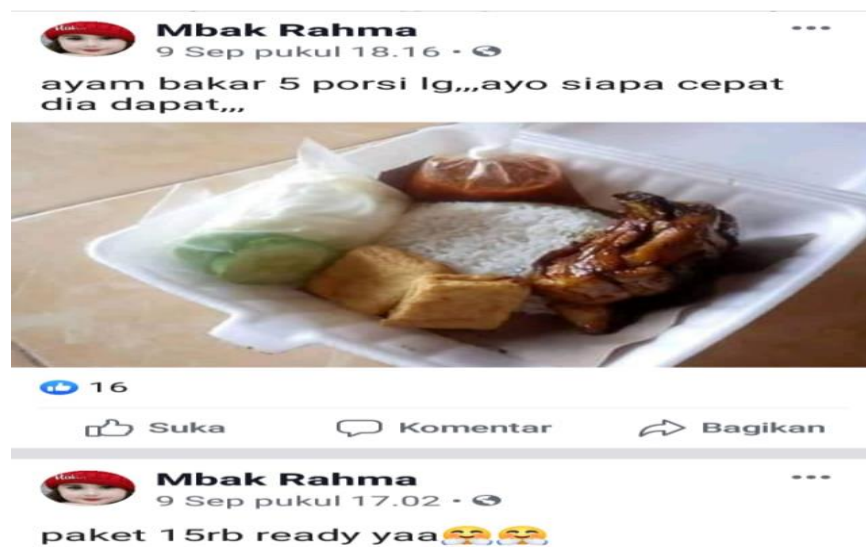 Mbak Rahma
9 Sep pukul 18.16 ·
ayam bakar 5 porsi lg,,,ayo siapa cepat
dia dapat,,,
16
Suka Komentar Bagikan
Mbak Rahma
9 Sep pukul 17.02 ·
paket 15rb ready yaa🤗🤗